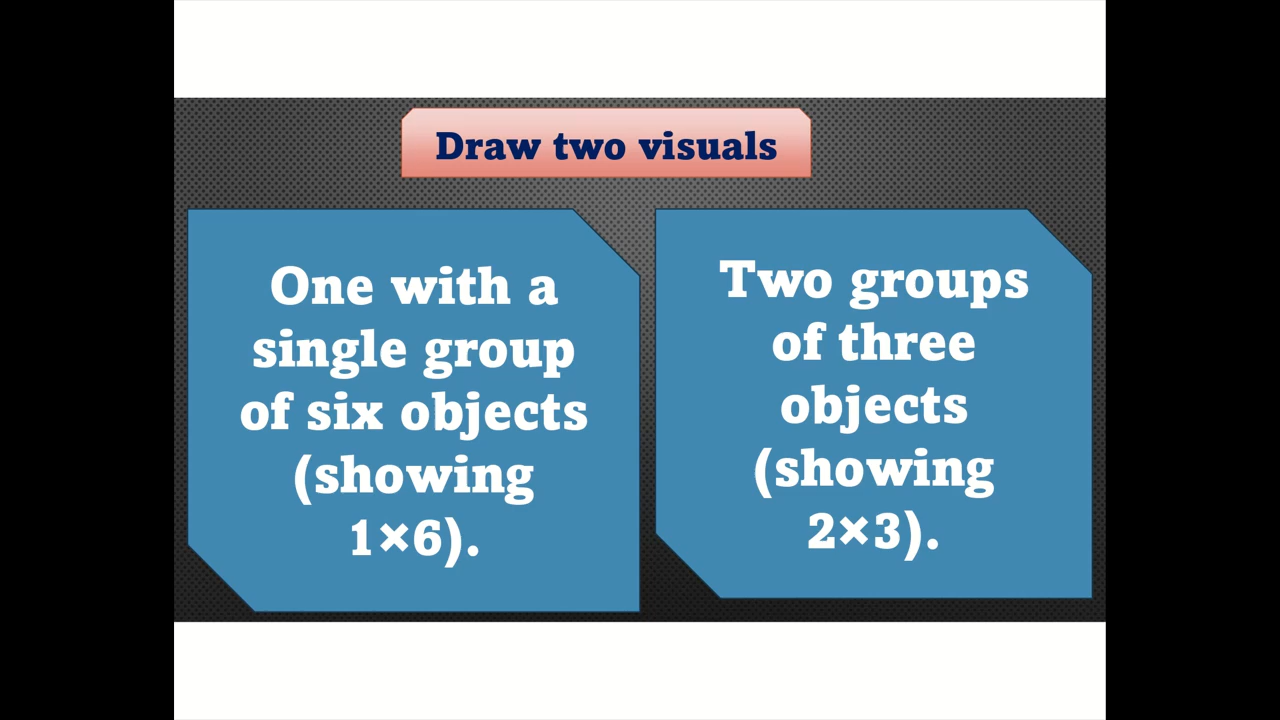 Draw two visuals
One with a
single group
of six objects
(showing
1×6).
Two groups
of three
objects
(showing
2×3).